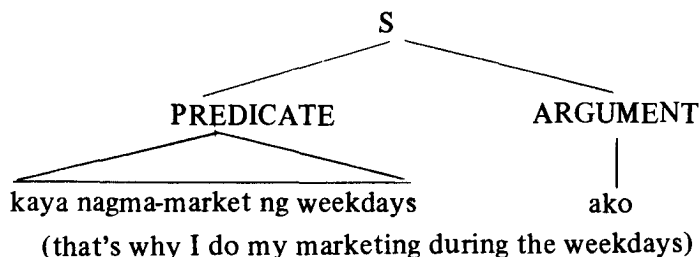 S
PREDICATE ARGUMENT
kaya nagma-market ng weekdays ako
(that's why I do my marketing during the weekdays)